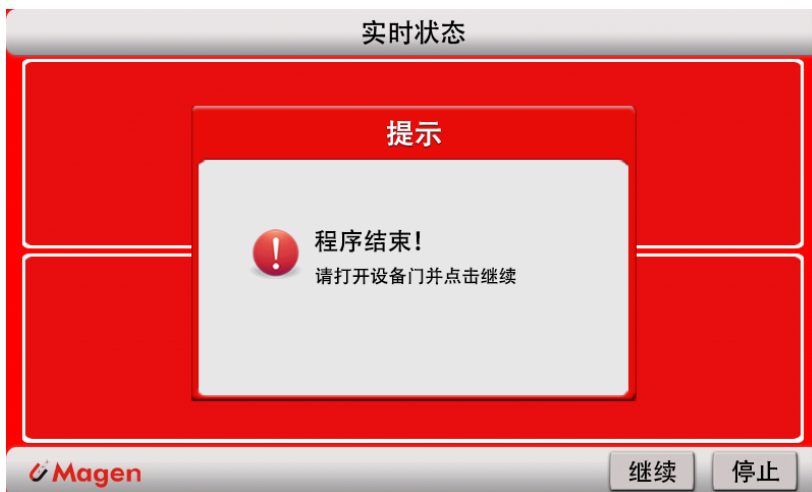 实时状态
提示
程序结束！
请打开设备门并点击继续
Magen
继续
停止